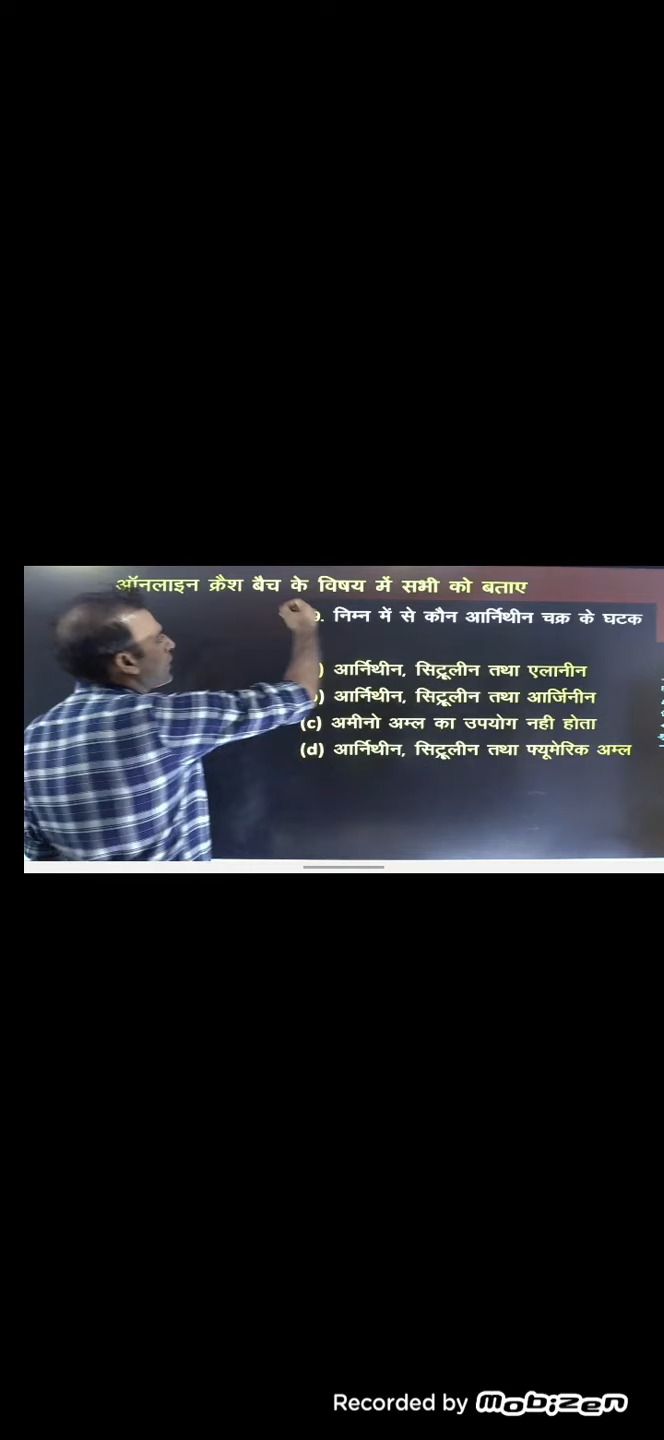 ऑनलाइन क्रैश बैच के विषय में सभी को बताए
9. निम्न में से कौन आर्निथीन चक्र के घटक
) आर्निथीन, सिट्रूलीन तथा एलानीन
) आर्निथीन, सिट्रूलीन तथा आर्जिनीन
(c) अमीनो अम्ल का उपयोग नही होता
(d) आर्निथीन, सिट्रूलीन तथा फ्यूमेरिक अम्ल
Recorded by Mobizen